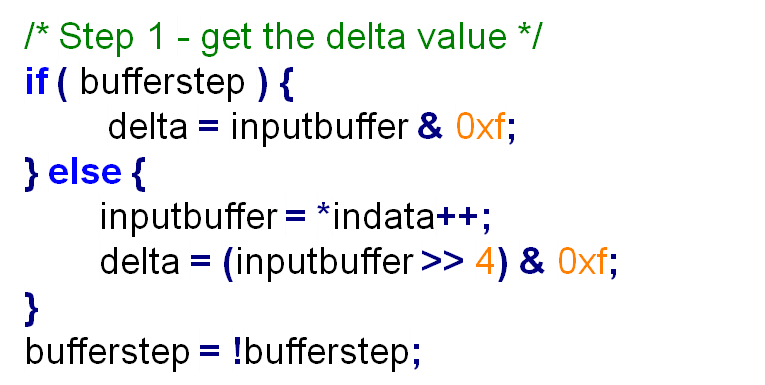 /* Step 1 - get the delta value */
if ( bufferstep ) {
delta = inputbuffer & 0xf;
} else {
inputbuffer = *indata++;
delta = (inputbuffer >> 4) & 0xf;
}
bufferstep = !bufferstep;